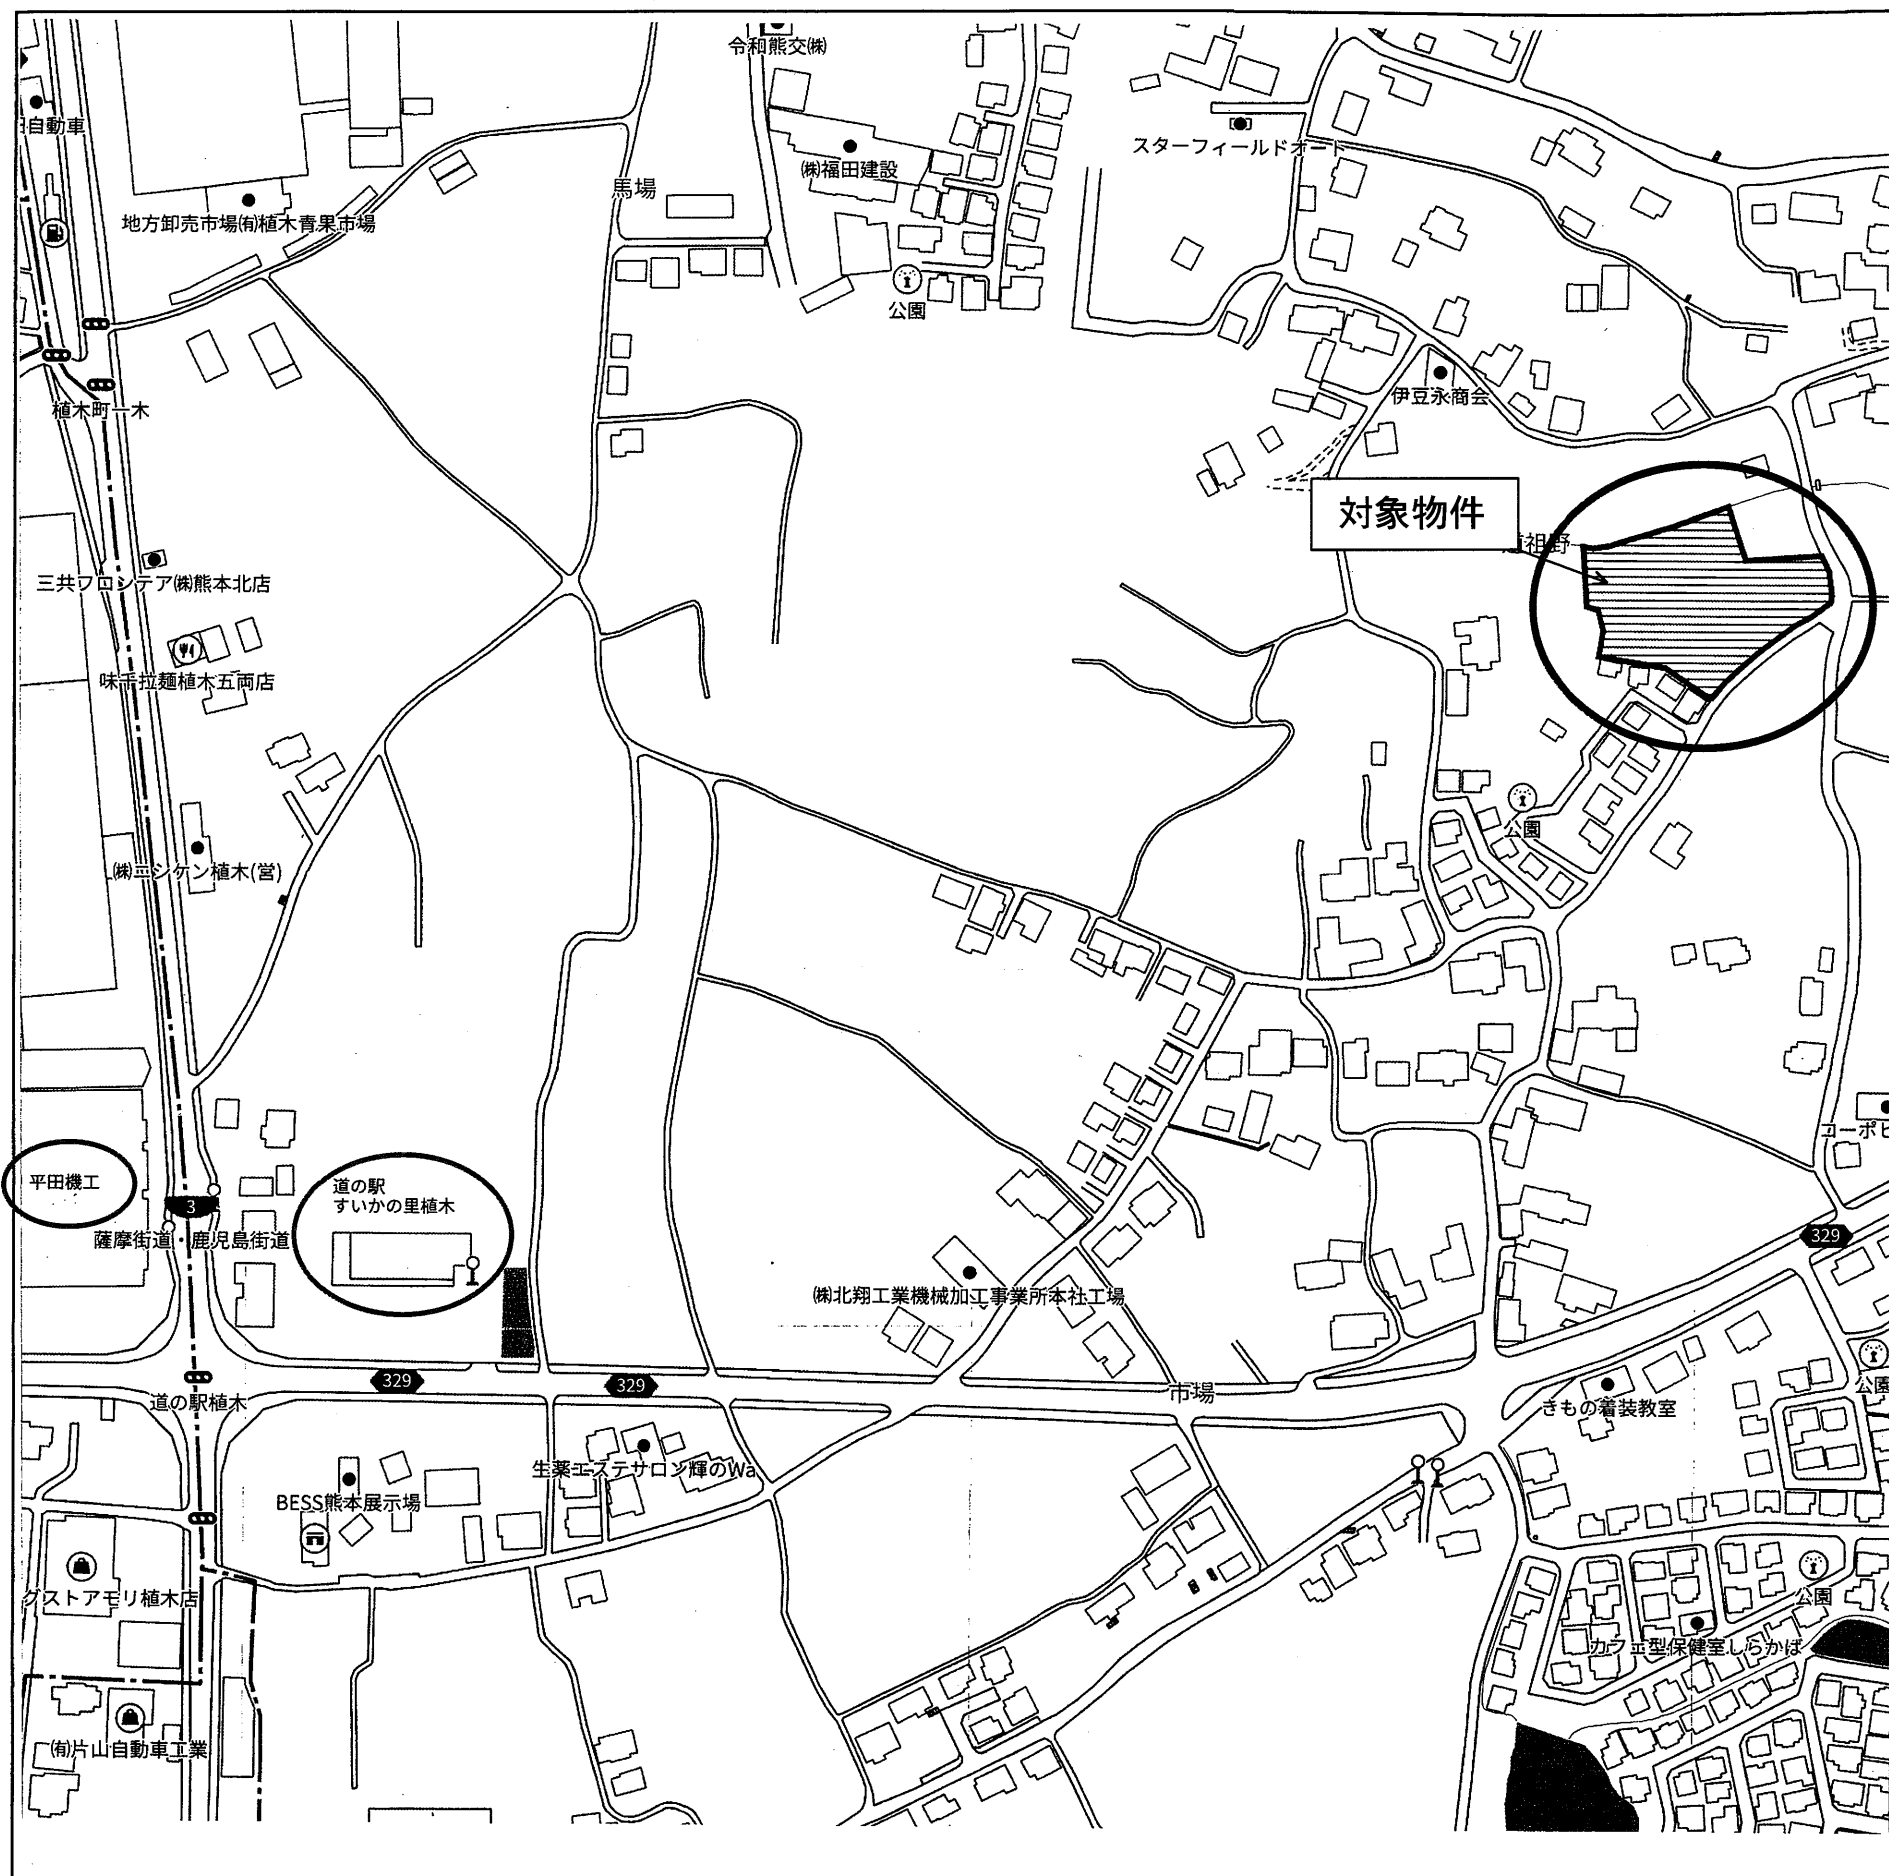 令和熊交㈱
自動車
スターフィールドオート
㈱福田建設
馬場
地方卸売市場㈲植木青果市場
公園
植木町一木
伊豆永商会
対象物件
祖野
三共フロンテア㈱熊本北店
味千拉麺植木五両店
公園
㈱ニシケン植木(営)
コーポヒ
平田機工
道の駅
すいかの里植木
3
薩摩街道・鹿児島街道
329
㈱北翔工業機械加工事業所本社工場
329
329
市場
公園
道の駅植木
きもの着装教室
生薬エステサロン輝のWa
BESS熊本展示場
グストアモリ植木店
公園
カフェ型保健室しらかば
㈲片山自動車工業